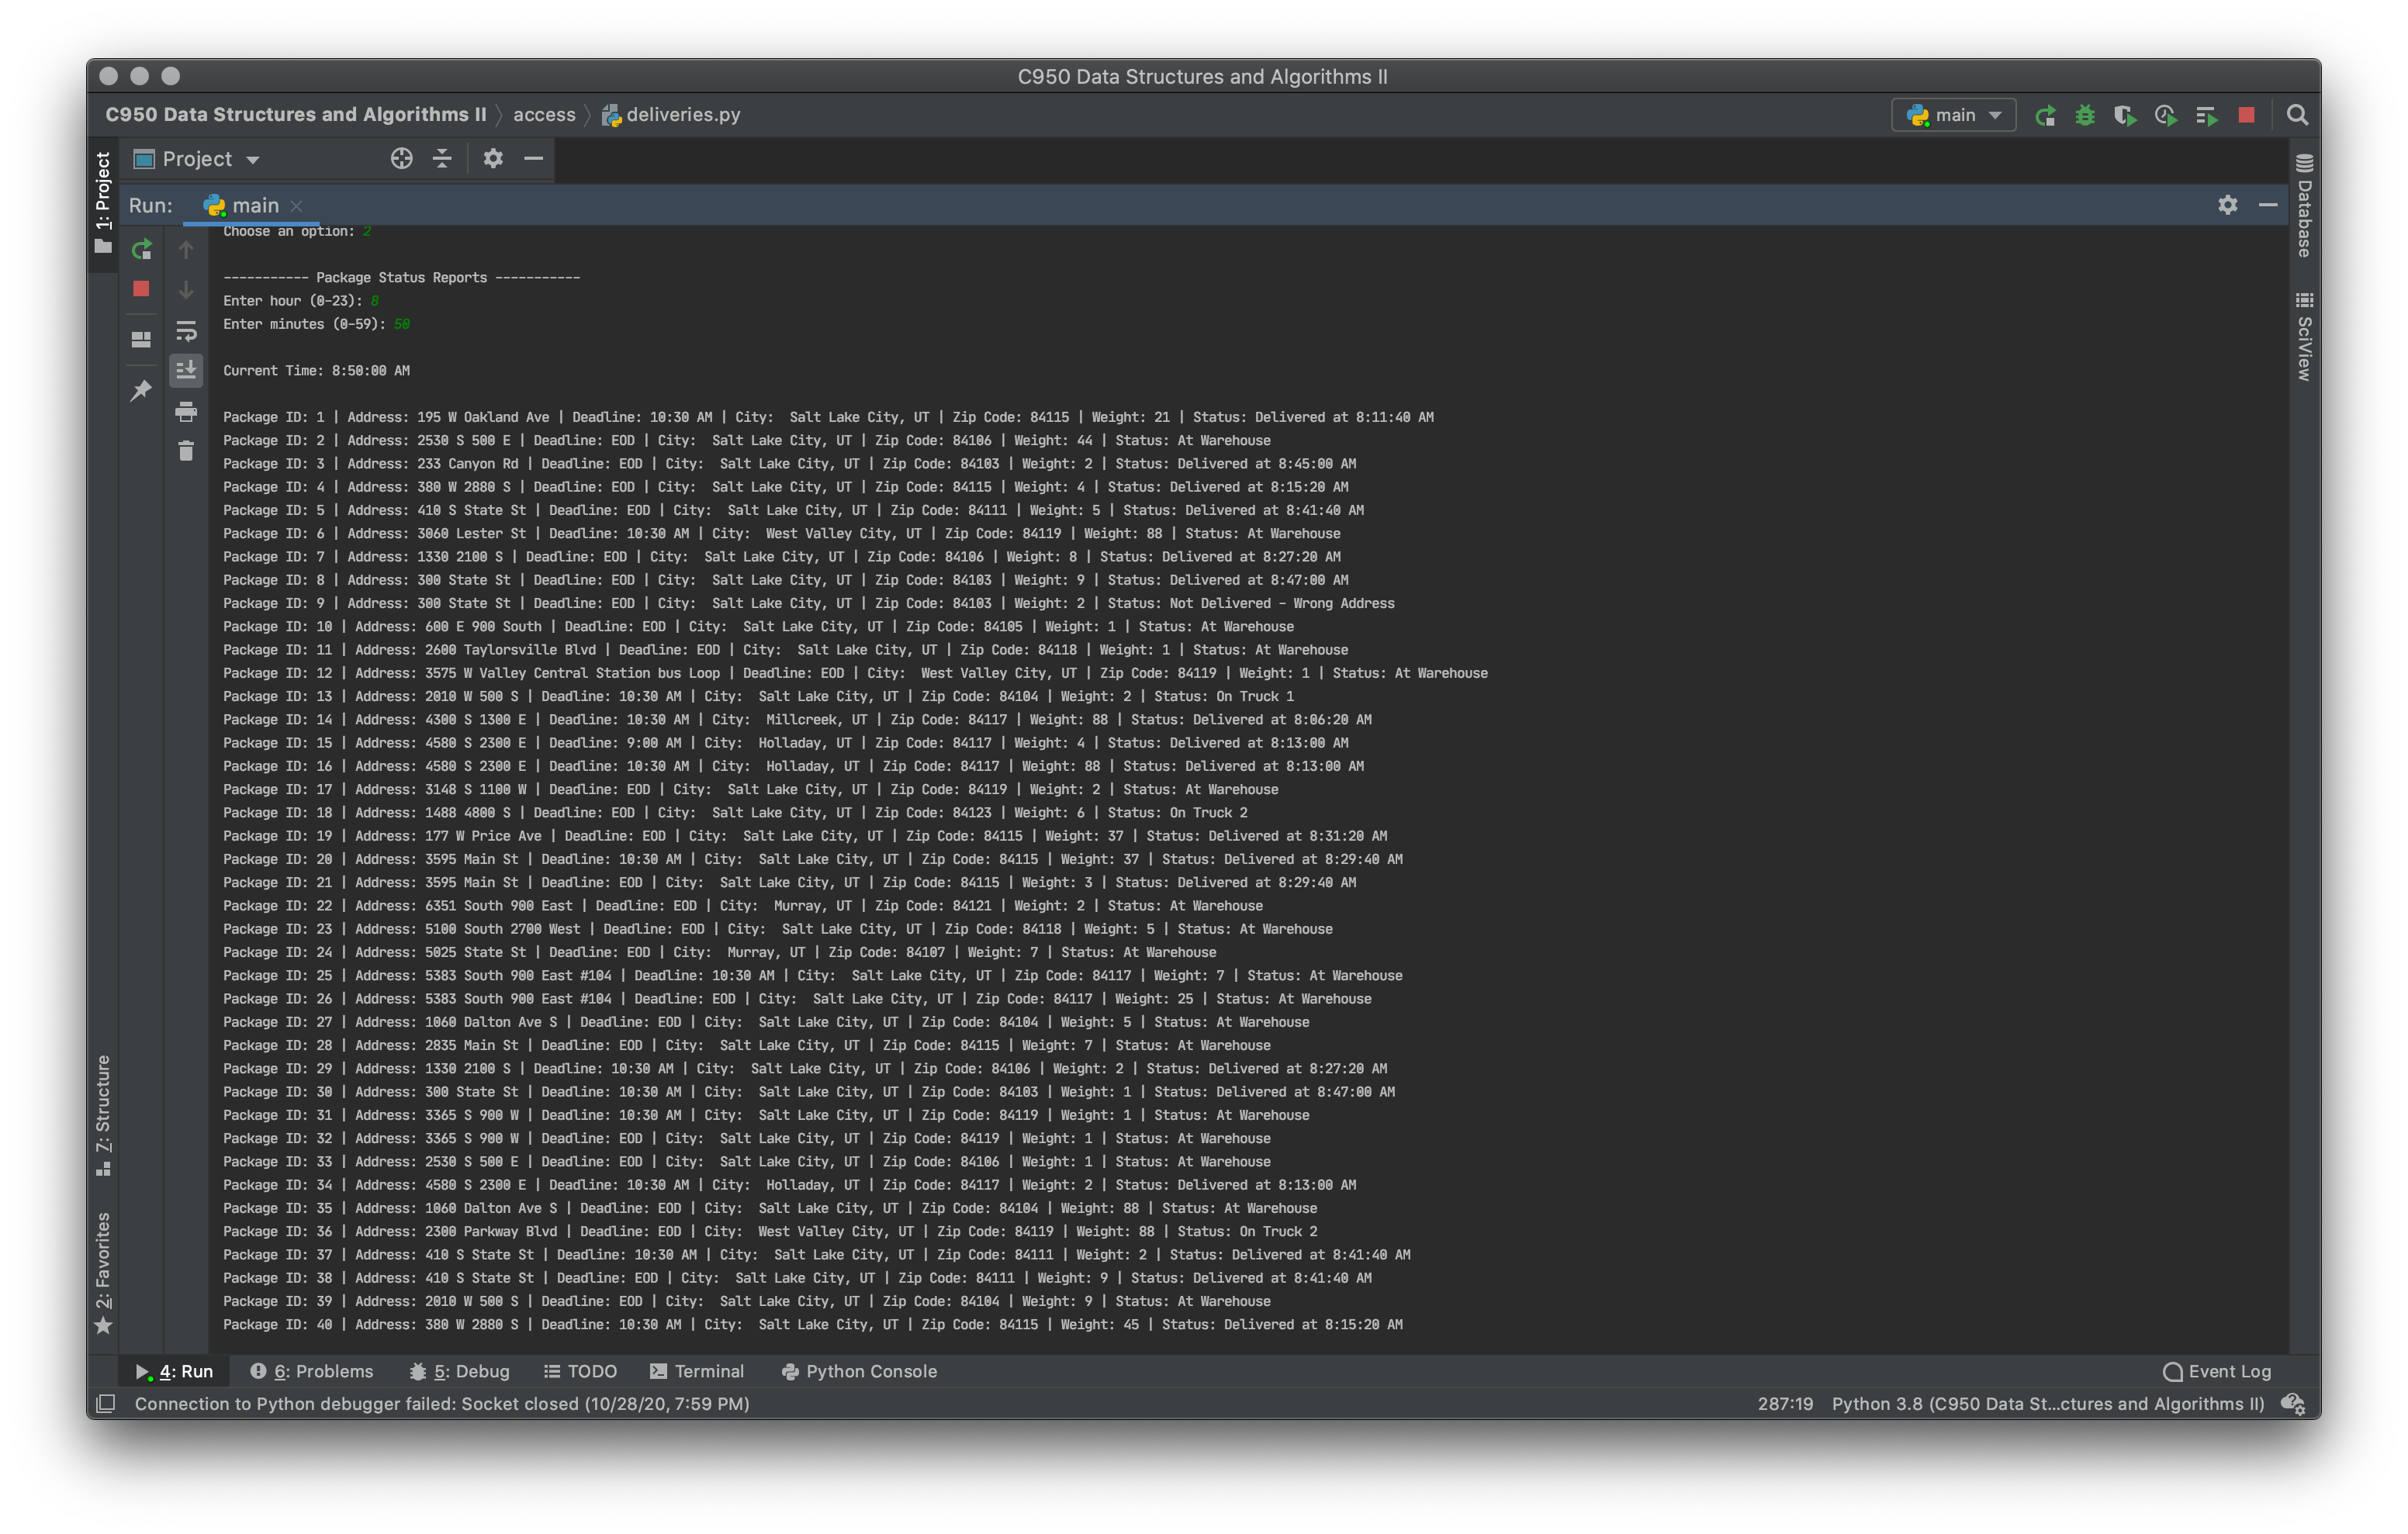 C950 Data Structures and Algorithms II
C950 Data Structures and Algorithms II 〉 access 〉 deliveries.py
main
1: Project
Project
Run: main
Choose an option: 2
----------- Package Status Reports -----------
Enter hour (0-23): 8
Enter minutes (0-59): 50
Current Time: 8:50:00 AM
Package ID: 1 | Address: 195 W Oakland Ave | Deadline: 10:30 AM | City:  Salt Lake City, UT | Zip Code: 84115 | Weight: 21 | Status: Delivered at 8:11:40 AM
Package ID: 2 | Address: 2530 S 500 E | Deadline: EOD | City:  Salt Lake City, UT | Zip Code: 84106 | Weight: 44 | Status: At Warehouse
Package ID: 3 | Address: 233 Canyon Rd | Deadline: EOD | City:  Salt Lake City, UT | Zip Code: 84103 | Weight: 2 | Status: Delivered at 8:45:00 AM
Package ID: 4 | Address: 380 W 2880 S | Deadline: EOD | City:  Salt Lake City, UT | Zip Code: 84115 | Weight: 4 | Status: Delivered at 8:15:20 AM
Package ID: 5 | Address: 410 S State St | Deadline: EOD | City:  Salt Lake City, UT | Zip Code: 84111 | Weight: 5 | Status: Delivered at 8:41:40 AM
Package ID: 6 | Address: 3060 Lester St | Deadline: 10:30 AM | City:  West Valley City, UT | Zip Code: 84119 | Weight: 88 | Status: At Warehouse
Package ID: 7 | Address: 1330 2100 S | Deadline: EOD | City:  Salt Lake City, UT | Zip Code: 84106 | Weight: 8 | Status: Delivered at 8:27:20 AM
Package ID: 8 | Address: 300 State St | Deadline: EOD | City:  Salt Lake City, UT | Zip Code: 84103 | Weight: 9 | Status: Delivered at 8:47:00 AM
Package ID: 9 | Address: 300 State St | Deadline: EOD | City:  Salt Lake City, UT | Zip Code: 84103 | Weight: 2 | Status: Not Delivered - Wrong Address
Package ID: 10 | Address: 600 E 900 South | Deadline: EOD | City:  Salt Lake City, UT | Zip Code: 84105 | Weight: 1 | Status: At Warehouse
Package ID: 11 | Address: 2600 Taylorsville Blvd | Deadline: EOD | City:  Salt Lake City, UT | Zip Code: 84118 | Weight: 1 | Status: At Warehouse
Package ID: 12 | Address: 3575 W Valley Central Station bus Loop | Deadline: EOD | City:  West Valley City, UT | Zip Code: 84119 | Weight: 1 | Status: At Warehouse
Package ID: 13 | Address: 2010 W 500 S | Deadline: 10:30 AM | City:  Salt Lake City, UT | Zip Code: 84104 | Weight: 2 | Status: On Truck 1
Package ID: 14 | Address: 4300 S 1300 E | Deadline: 10:30 AM | City:  Millcreek, UT | Zip Code: 84117 | Weight: 88 | Status: Delivered at 8:06:20 AM
Package ID: 15 | Address: 4580 S 2300 E | Deadline: 9:00 AM | City:  Holladay, UT | Zip Code: 84117 | Weight: 4 | Status: Delivered at 8:13:00 AM
Package ID: 16 | Address: 4580 S 2300 E | Deadline: 10:30 AM | City:  Holladay, UT | Zip Code: 84117 | Weight: 88 | Status: Delivered at 8:13:00 AM
Package ID: 17 | Address: 3148 S 1100 W | Deadline: EOD | City:  Salt Lake City, UT | Zip Code: 84119 | Weight: 2 | Status: At Warehouse
Package ID: 18 | Address: 1488 4800 S | Deadline: EOD | City:  Salt Lake City, UT | Zip Code: 84123 | Weight: 6 | Status: On Truck 2
Package ID: 19 | Address: 177 W Price Ave | Deadline: EOD | City:  Salt Lake City, UT | Zip Code: 84115 | Weight: 37 | Status: Delivered at 8:31:20 AM
Package ID: 20 | Address: 3595 Main St | Deadline: 10:30 AM | City:  Salt Lake City, UT | Zip Code: 84115 | Weight: 37 | Status: Delivered at 8:29:40 AM
Package ID: 21 | Address: 3595 Main St | Deadline: EOD | City:  Salt Lake City, UT | Zip Code: 84115 | Weight: 3 | Status: Delivered at 8:29:40 AM
Package ID: 22 | Address: 6351 South 900 East | Deadline: EOD | City:  Murray, UT | Zip Code: 84121 | Weight: 2 | Status: At Warehouse
Package ID: 23 | Address: 5100 South 2700 West | Deadline: EOD | City:  Salt Lake City, UT | Zip Code: 84118 | Weight: 5 | Status: At Warehouse
Package ID: 24 | Address: 5025 State St | Deadline: EOD | City:  Murray, UT | Zip Code: 84107 | Weight: 7 | Status: At Warehouse
Package ID: 25 | Address: 5383 South 900 East #104 | Deadline: 10:30 AM | City:  Salt Lake City, UT | Zip Code: 84117 | Weight: 7 | Status: At Warehouse
Package ID: 26 | Address: 5383 South 900 East #104 | Deadline: EOD | City:  Salt Lake City, UT | Zip Code: 84117 | Weight: 25 | Status: At Warehouse
Package ID: 27 | Address: 1060 Dalton Ave S | Deadline: EOD | City:  Salt Lake City, UT | Zip Code: 84104 | Weight: 5 | Status: At Warehouse
Package ID: 28 | Address: 2835 Main St | Deadline: EOD | City:  Salt Lake City, UT | Zip Code: 84115 | Weight: 7 | Status: At Warehouse
Package ID: 29 | Address: 1330 2100 S | Deadline: 10:30 AM | City:  Salt Lake City, UT | Zip Code: 84106 | Weight: 2 | Status: Delivered at 8:27:20 AM
Package ID: 30 | Address: 300 State St | Deadline: 10:30 AM | City:  Salt Lake City, UT | Zip Code: 84103 | Weight: 1 | Status: Delivered at 8:47:00 AM
Package ID: 31 | Address: 3365 S 900 W | Deadline: 10:30 AM | City:  Salt Lake City, UT | Zip Code: 84119 | Weight: 1 | Status: At Warehouse
Package ID: 32 | Address: 3365 S 900 W | Deadline: EOD | City:  Salt Lake City, UT | Zip Code: 84119 | Weight: 1 | Status: At Warehouse
Package ID: 33 | Address: 2530 S 500 E | Deadline: EOD | City:  Salt Lake City, UT | Zip Code: 84106 | Weight: 1 | Status: At Warehouse
Package ID: 34 | Address: 4580 S 2300 E | Deadline: 10:30 AM | City:  Holladay, UT | Zip Code: 84117 | Weight: 2 | Status: Delivered at 8:13:00 AM
Package ID: 35 | Address: 1060 Dalton Ave S | Deadline: EOD | City:  Salt Lake City, UT | Zip Code: 84104 | Weight: 88 | Status: At Warehouse
Package ID: 36 | Address: 2300 Parkway Blvd | Deadline: EOD | City:  West Valley City, UT | Zip Code: 84119 | Weight: 88 | Status: On Truck 2
Package ID: 37 | Address: 410 S State St | Deadline: 10:30 AM | City:  Salt Lake City, UT | Zip Code: 84111 | Weight: 2 | Status: Delivered at 8:41:40 AM
Package ID: 38 | Address: 410 S State St | Deadline: EOD | City:  Salt Lake City, UT | Zip Code: 84111 | Weight: 9 | Status: Delivered at 8:41:40 AM
Package ID: 39 | Address: 2010 W 500 S | Deadline: EOD | City:  Salt Lake City, UT | Zip Code: 84104 | Weight: 9 | Status: At Warehouse
Package ID: 40 | Address: 380 W 2880 S | Deadline: 10:30 AM | City:  Salt Lake City, UT | Zip Code: 84115 | Weight: 45 | Status: Delivered at 8:15:20 AM
Database
SciView
Z: Structure
2: Favorites
4: Run 6: Problems 5: Debug TODO Terminal Python Console Event Log
Connection to Python debugger failed: Socket closed (10/28/20, 7:59 PM) 287:19 Python 3.8 (C950 Data St...ctures and Algorithms II)